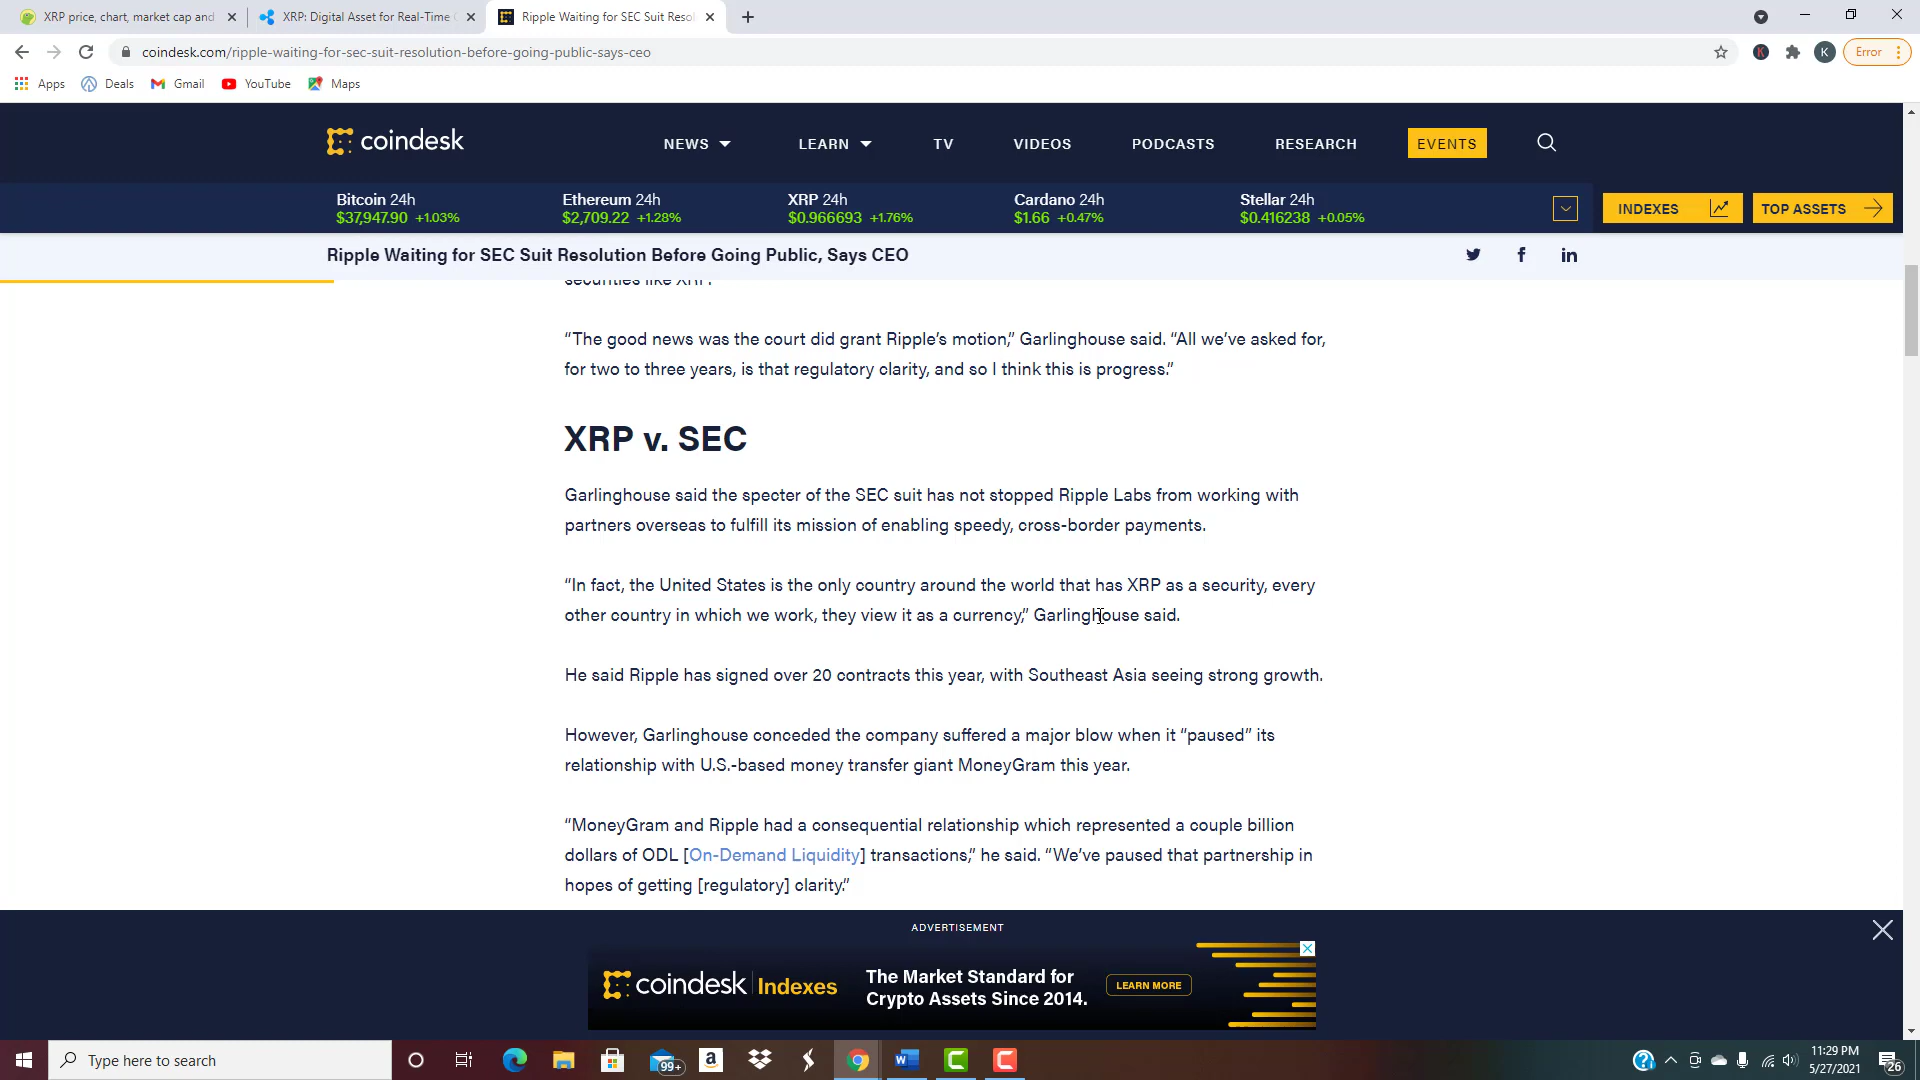 XRP price, chart, market cap and
XRP: Digital Asset for Real-Time
Ripple Waiting for SEC Suit Resol
coindesk.com/ripple-waiting-for-sec-suit-resolution-before-going-public-says-ceo
K
K
Error
Apps
Deals
Gmail
YouTube
Maps
coindesk
NEWS
LEARN
TV
VIDEOS
PODCASTS
RESEARCH
EVENTS
Bitcoin 24h
$37,947.90 +1.03%
Ethereum 24h
$2,709.22 +1.28%
XRP 24h
$0.966693 +1.76%
Cardano 24h
$1.66 +0.47%
Stellar 24h
$0.416238 +0.05%
INDEXES
TOP ASSETS
Ripple Waiting for SEC Suit Resolution Before Going Public, Says CEO
securities like XRP.
“The good news was the court did grant Ripple’s motion,” Garlinghouse said. “All we’ve asked for,
for two to three years, is that regulatory clarity, and so I think this is progress.”
XRP v. SEC
Garlinghouse said the specter of the SEC suit has not stopped Ripple Labs from working with
partners overseas to fulfill its mission of enabling speedy, cross-border payments.
“In fact, the United States is the only country around the world that has XRP as a security, every
other country in which we work, they view it as a currency,” Garlinghouse said.
He said Ripple has signed over 20 contracts this year, with Southeast Asia seeing strong growth.
However, Garlinghouse conceded the company suffered a major blow when it “paused” its
relationship with U.S.-based money transfer giant MoneyGram this year.
“MoneyGram and Ripple had a consequential relationship which represented a couple billion
dollars of ODL [On-Demand Liquidity] transactions,” he said. “We’ve paused that partnership in
hopes of getting [regulatory] clarity.”
ADVERTISEMENT
coindesk Indexes
The Market Standard for
Crypto Assets Since 2014.
LEARN MORE
Type here to search
99+
11:29 PM
5/27/2021
26